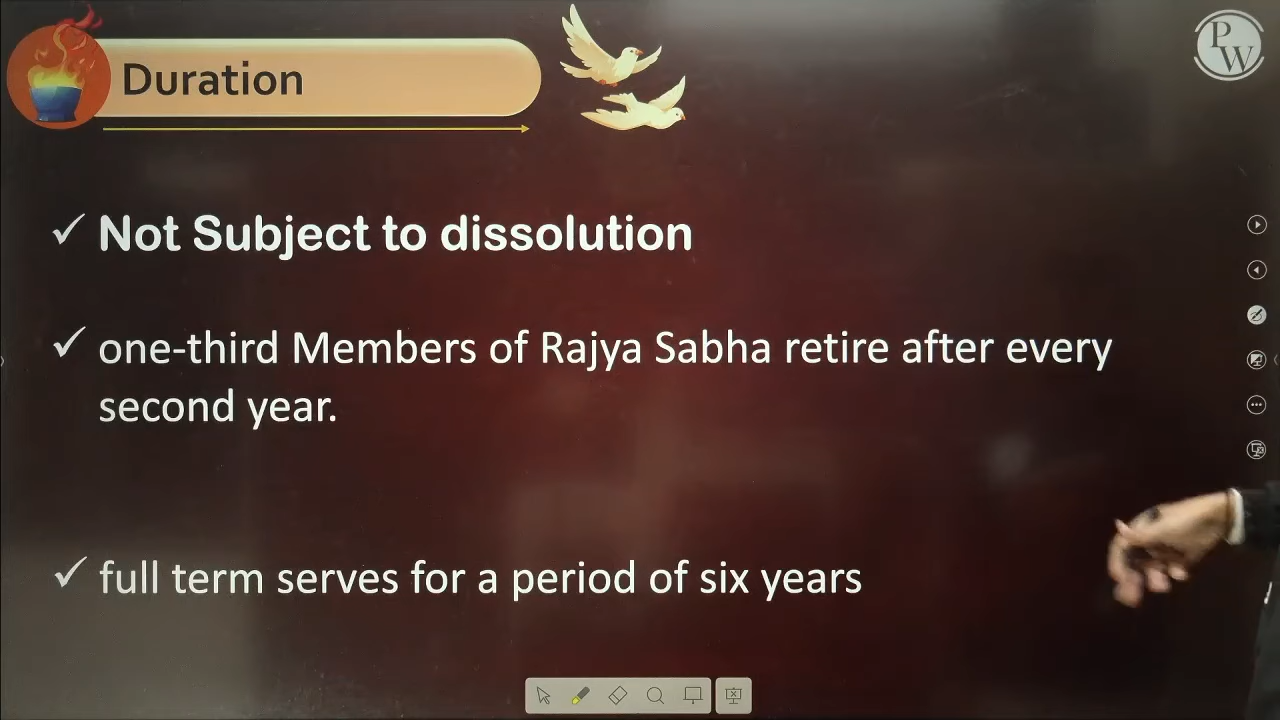 Duration
PW
✓ Not Subject to dissolution
✓ one-third Members of Rajya Sabha retire after every
second year.
✓ full term serves for a period of six years